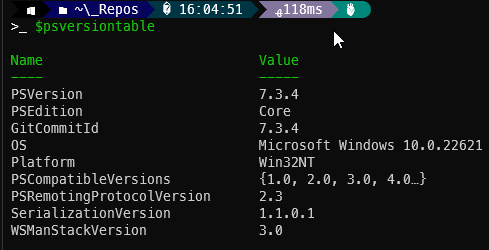 ~\_Repos 16:04:51 118ms
>_ $psversiontable
Name Value
---- -----
PSVersion 7.3.4
PSEdition Core
GitCommitId 7.3.4
OS Microsoft Windows 10.0.22621
Platform Win32NT
PSCompatibleVersions {1.0, 2.0, 3.0, 4.0…}
PSRemotingProtocolVersion 2.3
SerializationVersion 1.1.0.1
WSManStackVersion 3.0